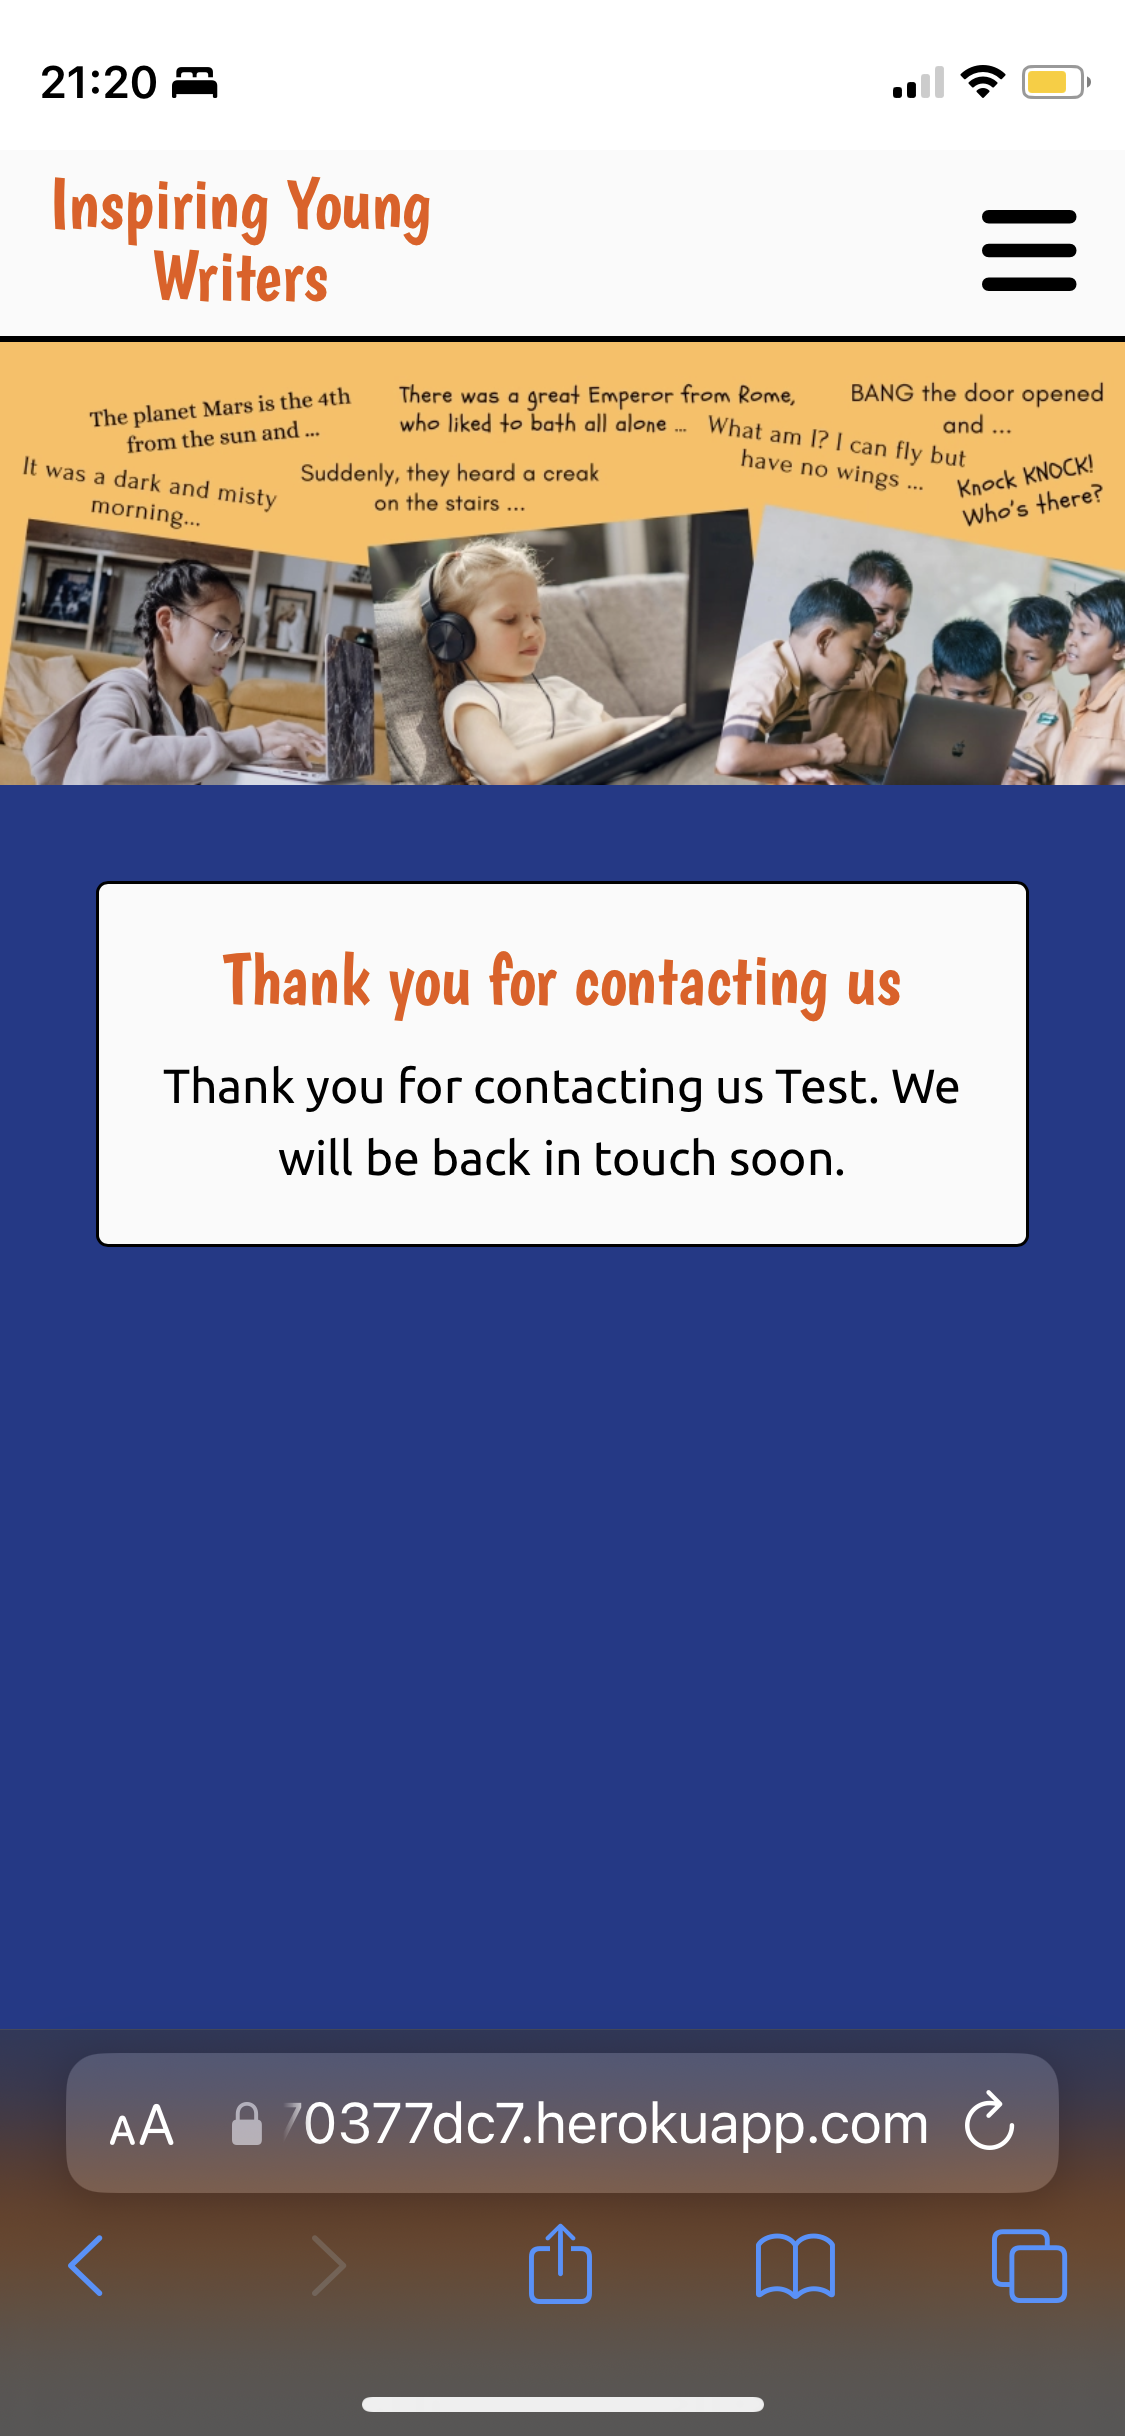 21:20
Inspiring Young
Writers
The planet Mars is the 4th
from the sun and ...
There was a great Emperor from Rome,
who liked to bath all alone ...
BANG the door opened
and ...
It was a dark and misty
morning...
Suddenly, they heard a creak
on the stairs ...
What am I? I can fly but
have no wings ...
Knock KNOCK!
Who's there?
Thank you for contacting us
Thank you for contacting us Test. We
will be back in touch soon.
AA 70377dc7.herokuapp.com